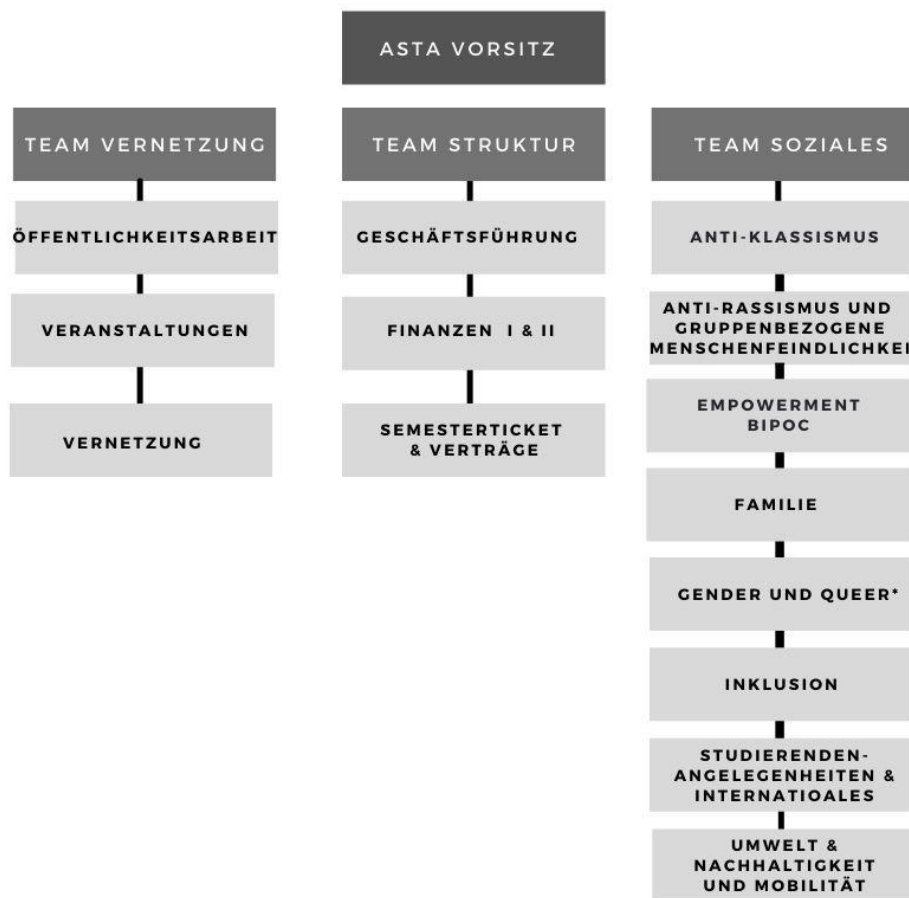 ASTA VORSITZ
TEAM VERNETZUNG
ÖFFENTLICHKEITSARBEIT
VERANSTALTUNGEN
VERNETZUNG
TEAM STRUKTUR
GESCHÄFTSFÜHRUNG
FINANZEN I & II
SEMESTERTICKET
& VERTRÄGE
TEAM SOZIALES
ANTI-KLASSISMUS
ANTI-RASSISMUS UND
GRUPPENBEZOGENE
MENSCHENFEINDLICHKEI
EMPOWERMENT
BIPOC
FAMILIE
GENDER UND QUEER*
INKLUSION
STUDIERENDEN-
ANGELEGENHEITEN &
INTERNATIOALES
UMWELT &
NACHHALTIGKEIT
UND MOBILITÄT